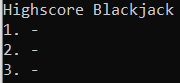 Highscore Blackjack
1. -
2. -
3. -